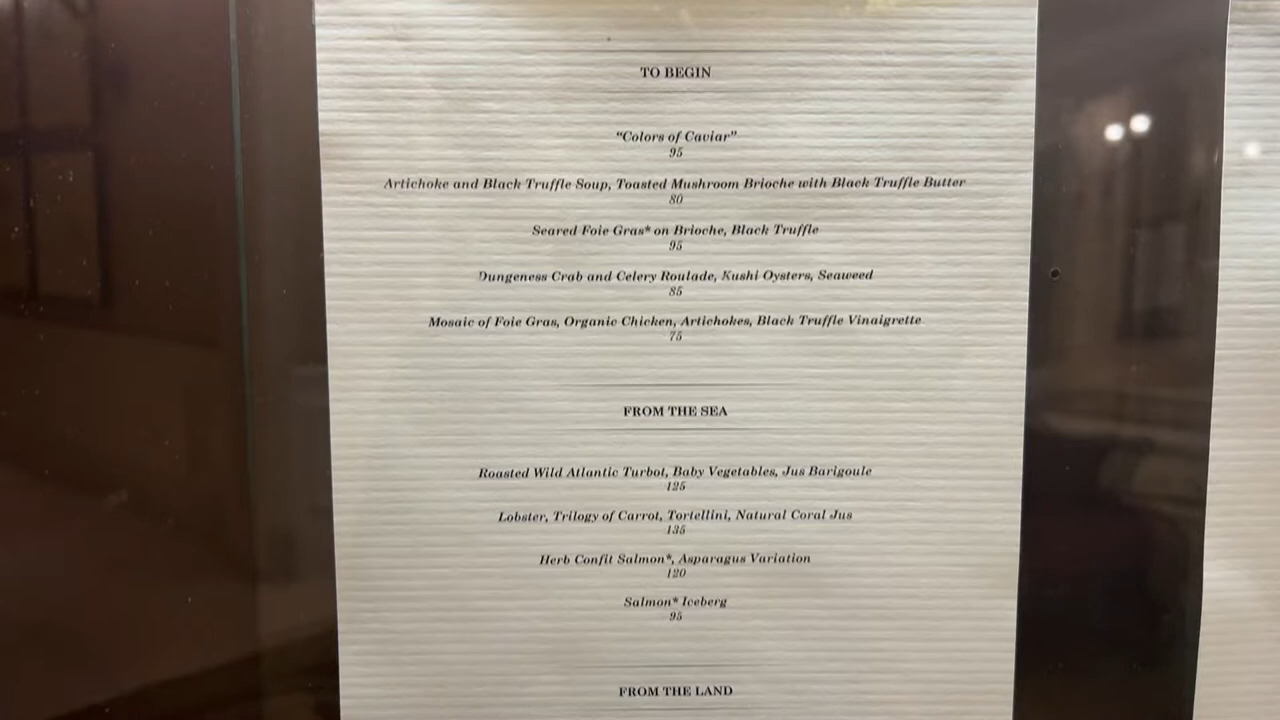 TO BEGIN
“Colors of Caviar”
95
Artichoke and Black Truffle Soup, Toasted Mushroom Brioche with Black Truffle Butter
80
Seared Foie Gras* on Brioche, Black Truffle
95
Dungeness Crab and Celery Roulade, Kushi Oysters, Seaweed
85
Mosaic of Foie Gras, Organic Chicken, Artichokes, Black Truffle Vinaigrette
75
FROM THE SEA
Roasted Wild Atlantic Turbot, Baby Vegetables, Jus Barigoule
125
Lobster, Trilogy of Carrot, Tortellini, Natural Coral Jus
135
Herb Confit Salmon*, Asparagus Variation
120
Salmon* Iceberg
95
FROM THE LAND